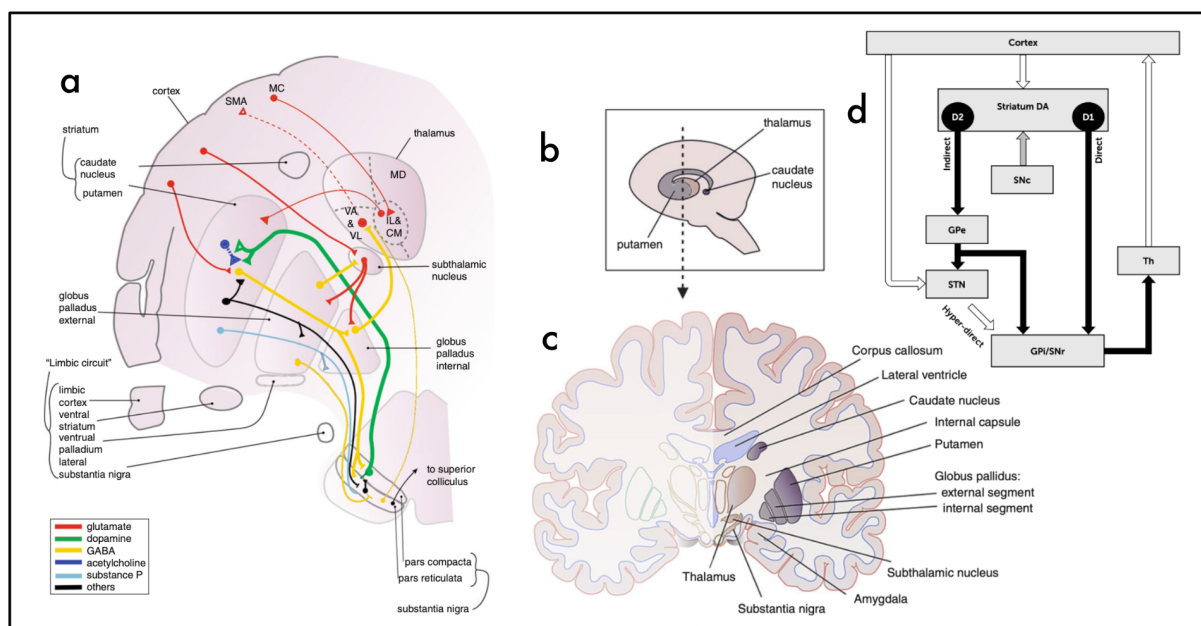 a
cortex
SMA
MC
striatum
caudate
nucleus
putamen
thalamus
MD
VA
&
VL
IL&
CM
subthalamic
nucleus
globus
palladus
external
globus
palladus
internal
"Limbic circuit"
limbic
cortex
ventral
striatum
ventrual
palladium
lateral
substantia nigra
to superior
colliculus
glutamate
dopamine
GABA
acetylcholine
substance P
others
pars compacta
pars reticulata
substantia nigra
b
thalamus
caudate
nucleus
putamen
c
Corpus callosum
Lateral ventricle
Caudate nucleus
Internal capsule
Putamen
Globus pallidus:
external segment
internal segment
Subthalamic nucleus
Amygdala
Substantia nigra
Thalamus
d
Cortex
Striatum DA
D2
D1
Indirect
Direct
SNc
GPe
STN
Th
Hyper-direct
GPi/SNr